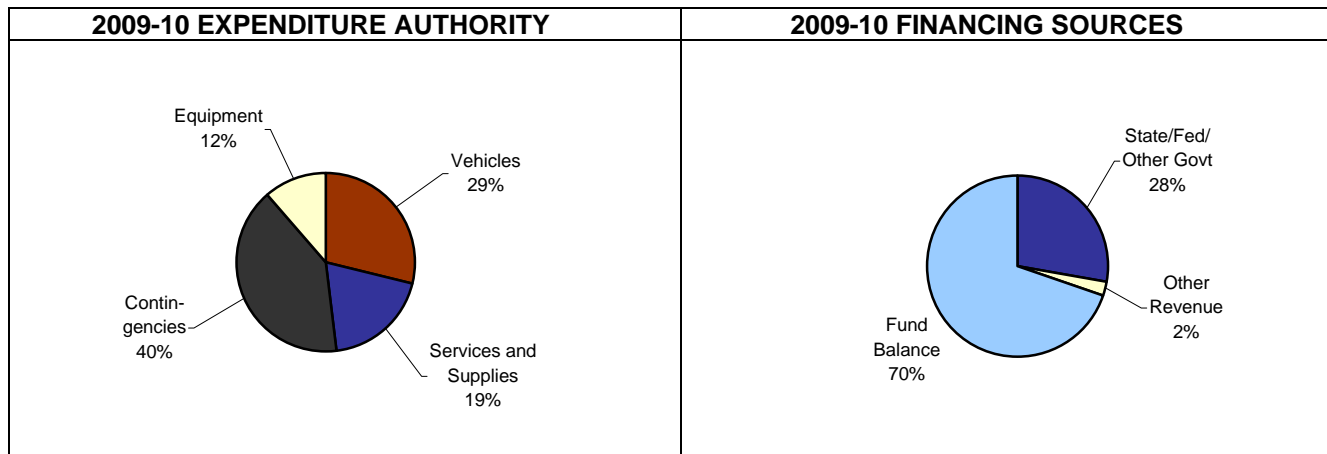 2009-10 EXPENDITURE AUTHORITY
Equipment
12%
Vehicles
29%
Contin-
gencies
40%
Services and
Supplies
19%
2009-10 FINANCING SOURCES
State/Fed/
Other Govt
28%
Other
Revenue
2%
Fund
Balance
70%